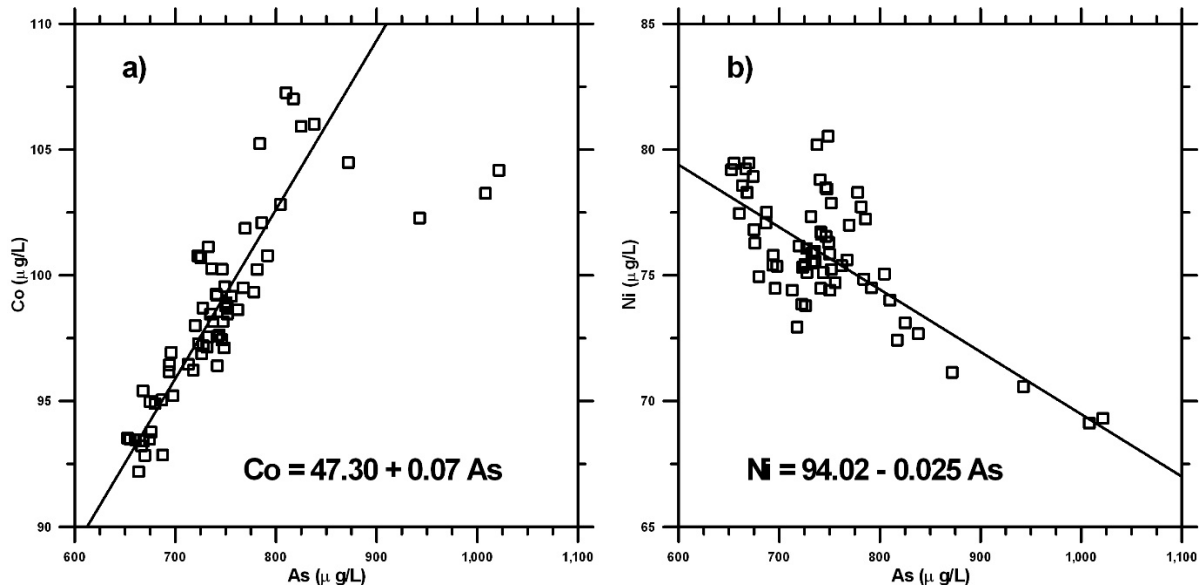 110
a)
105
Co (μ g/L)
100
95
Co = 47.30 + 0.07 As
90
600 700 800 900 1,000 1,100
As (μ g/L)
85
b)
80
Ni (μ g/L)
75
70
Ni = 94.02 - 0.025 As
65
600 700 800 900 1,000 1,100
As (μ g/L)